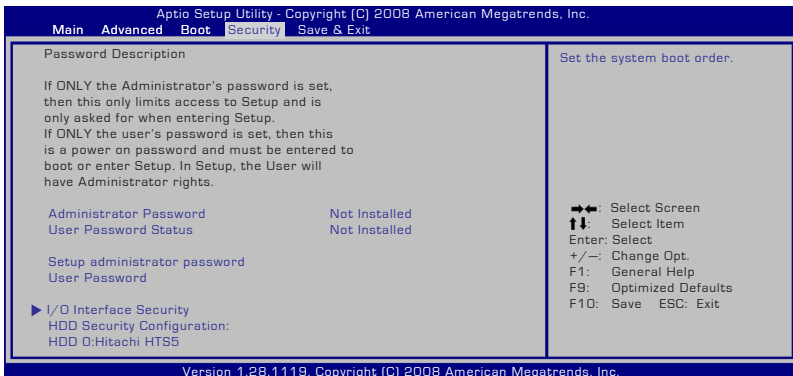 Aptio Setup Utility - Copyright (C) 2008 American Megatrends, Inc.
Main Advanced Boot Security Save & Exit
Password Description
If ONLY the Administrator's password is set,
then this only limits access to Setup and is
only asked for when entering Setup.
If ONLY the user's password is set, then this
is a power on password and must be entered to
boot or enter Setup. In Setup, the User will
have Administrator rights.
Administrator Password Not Installed
User Password Status Not Installed
Setup administrator password
User Password
I/O Interface Security
HDD Security Configuration:
HDD 0:Hitachi HTS5
Set the system boot order.
→←: Select Screen
↑↓: Select Item
Enter: Select
+/—: Change Opt.
F1: General Help
F9: Optimized Defaults
F10: Save ESC: Exit
Version 1.28.1119. Copyright (C) 2008 American Megatrends, Inc.